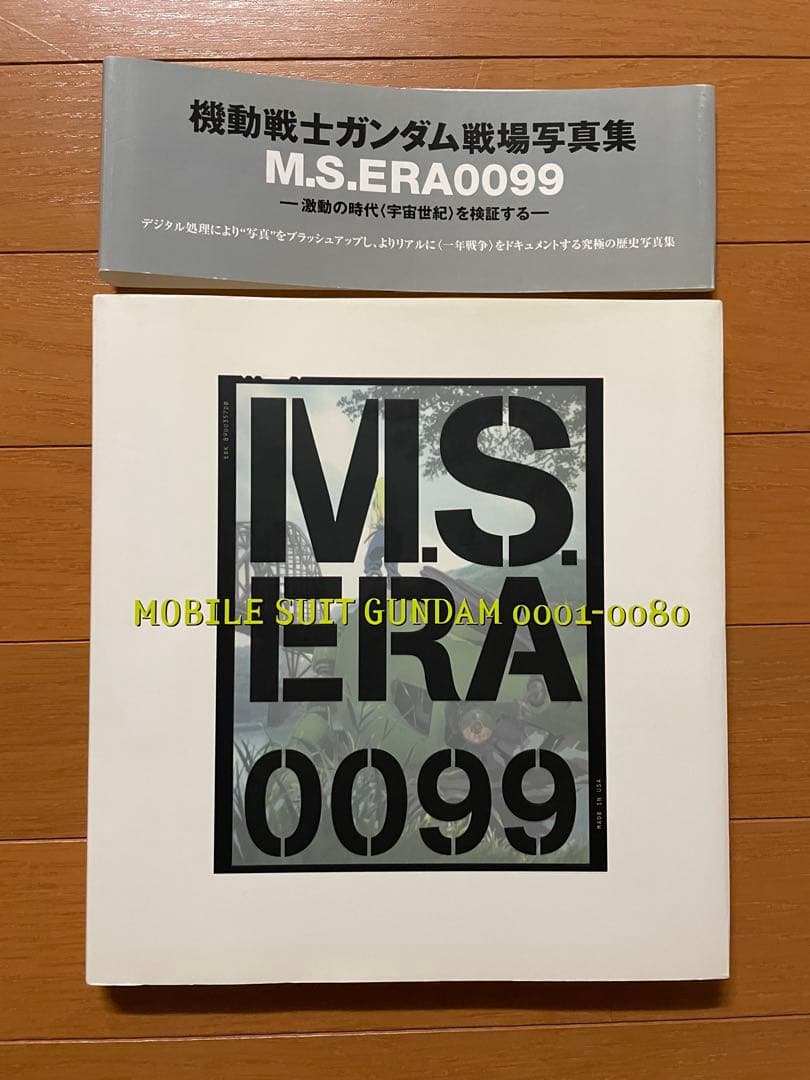 機動戦士ガンダム戦場写真集
M.S.ERA0099
―激動の時代〈宇宙世紀〉を検証する―
デジタル処理により“写真”をブラッシュアップし、よりリアルに〈一年戦争〉をドキュメントする究極の歴史写真集
M.S.
MOBILE SUIT GUNDAM 0001-0080
ERA
0099
MADE IN USA